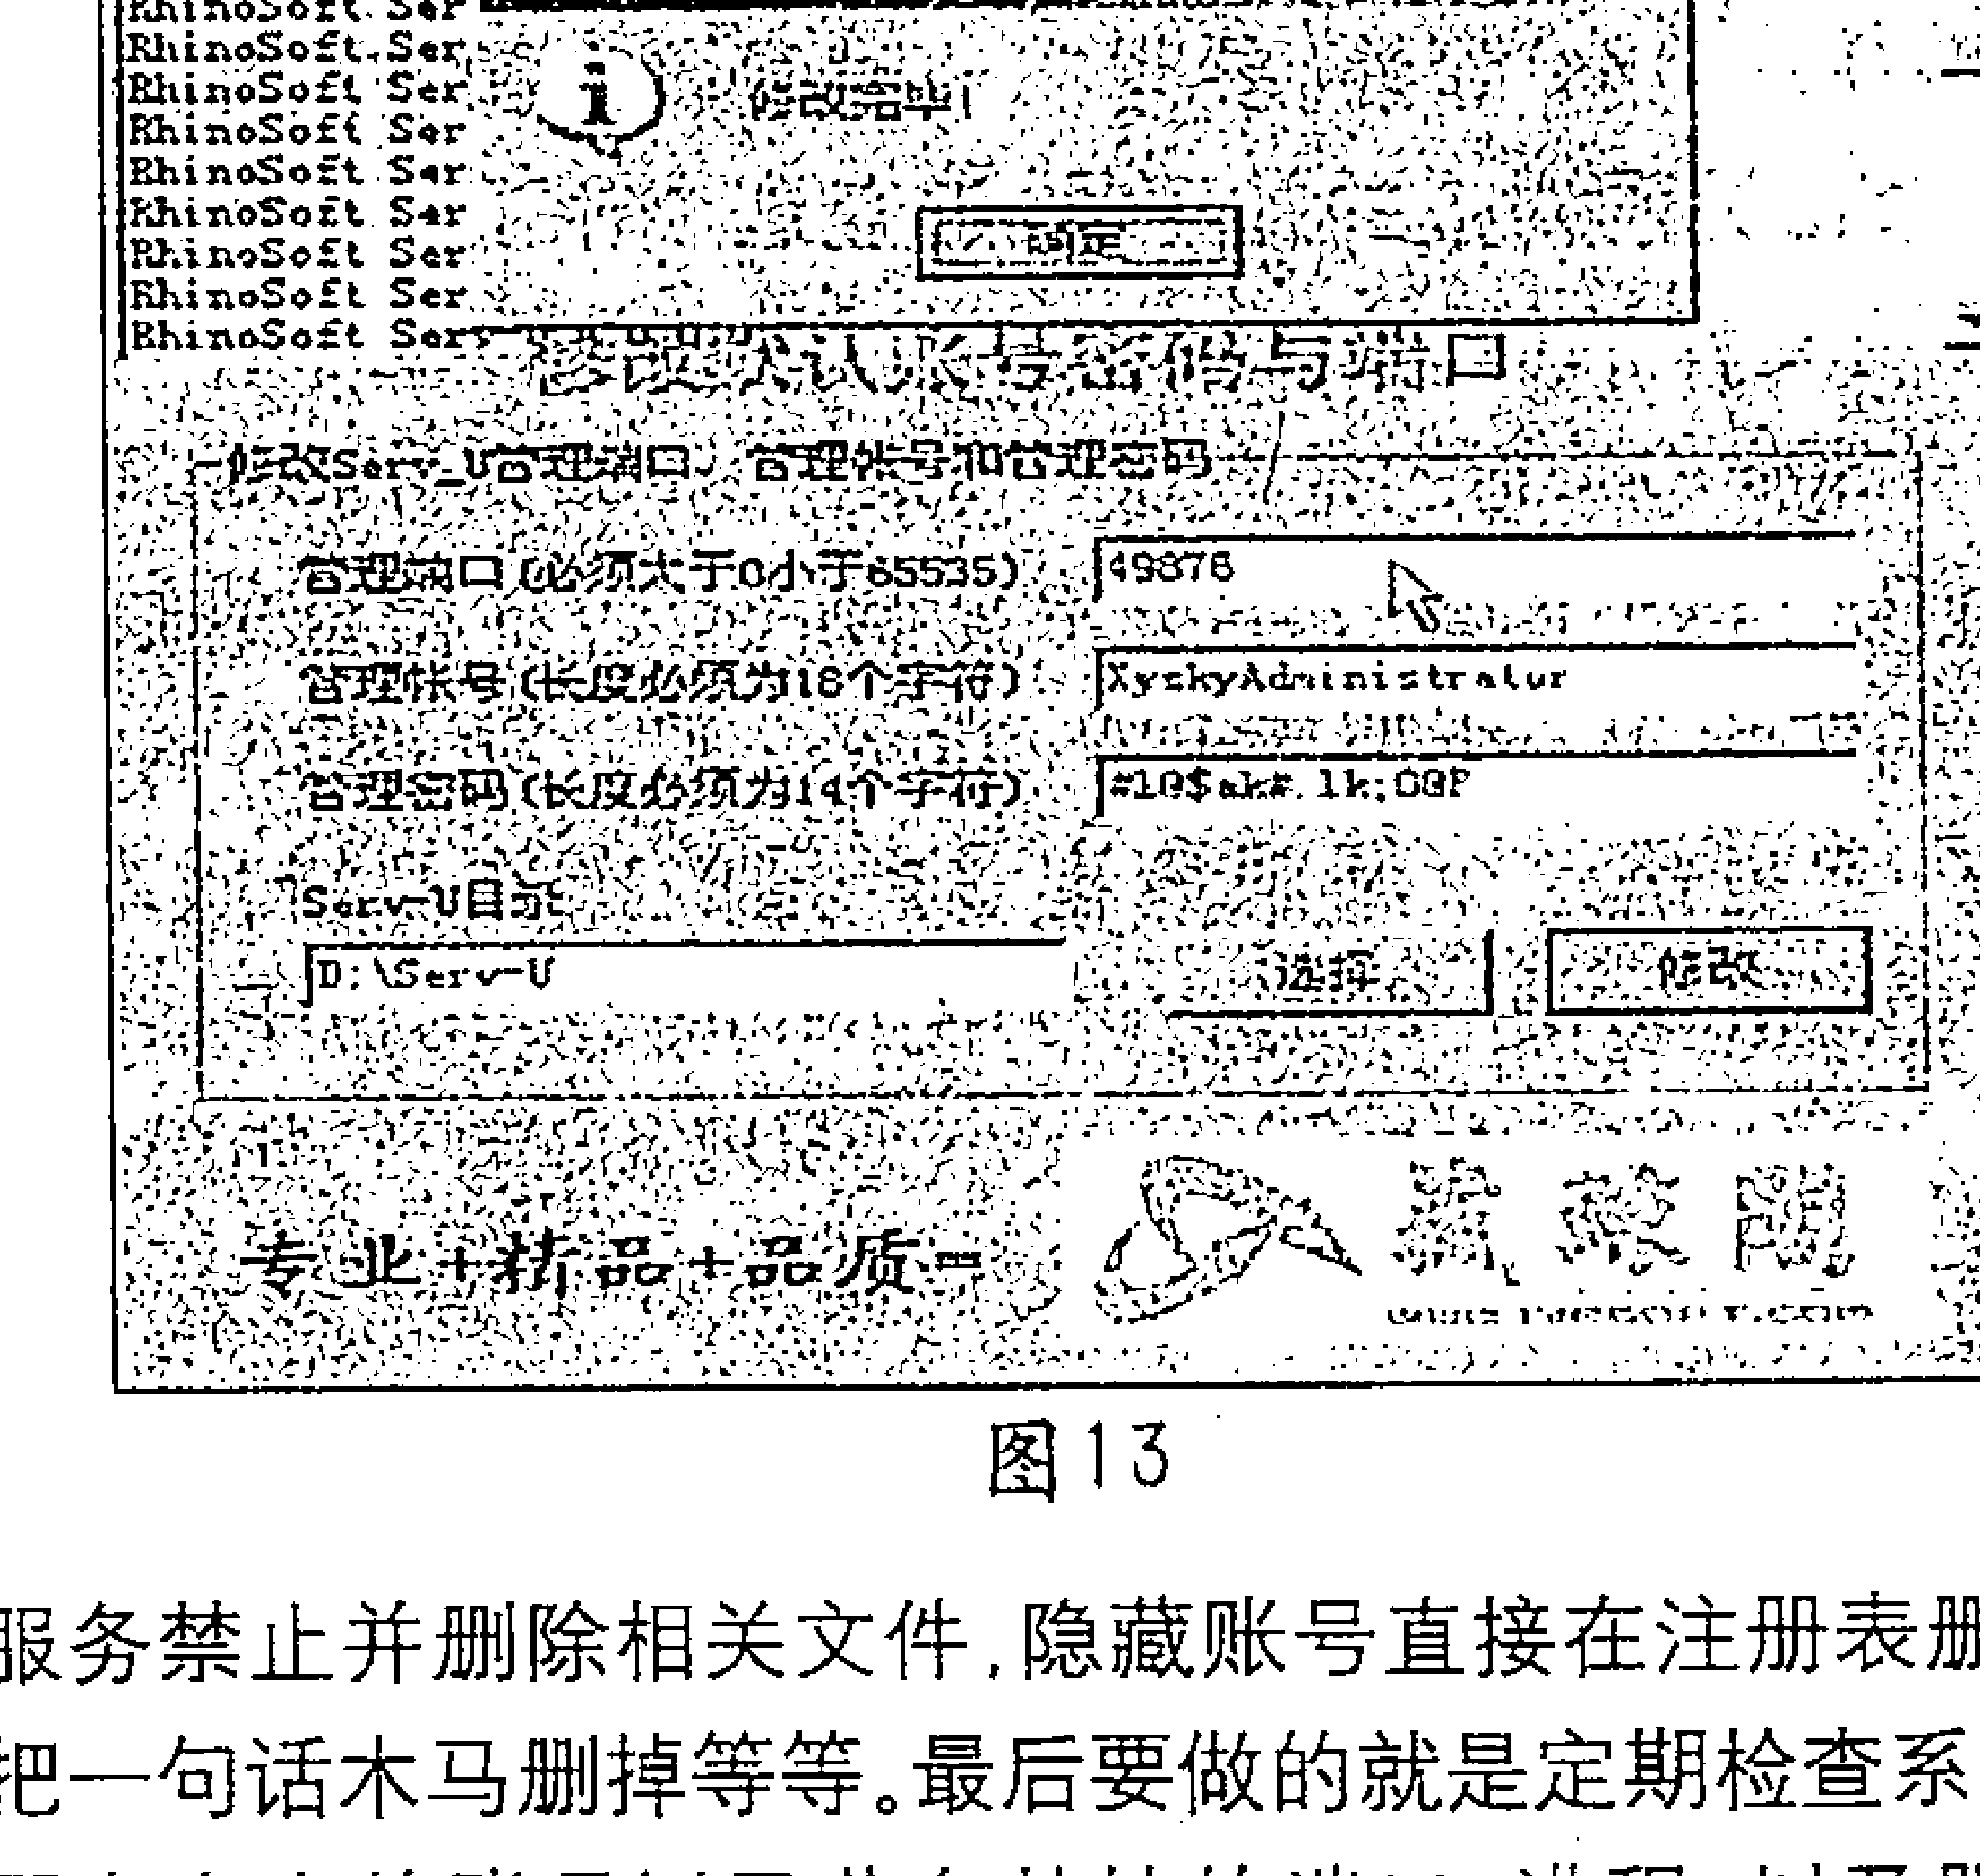 RhinoSoft Ser
RhinoSoft Ser
RhinoSoft Ser
RhinoSoft Ser
RhinoSoft Ser
RhinoSoft Ser
RhinoSoft Ser
RhinoSoft Ser
RhinoSoft Ser
修改完毕!
确定
修改默认账号密码与端口
修改Serv_U管理端口、管理帐号和管理密码
管理端口(必须大于0小于65535)
49876
管理帐号(长度必须为18个字符)
XyskyAdministrator
管理密码(长度必须为14个字符)
Serv-U目录
D:\Serv-U
选择
修改
专业+精品+品质=
图13
服务禁止并删除相关文件,隐藏账号直接在注册表删
把一句话木马删掉等等。最后要做的就是定期检查系